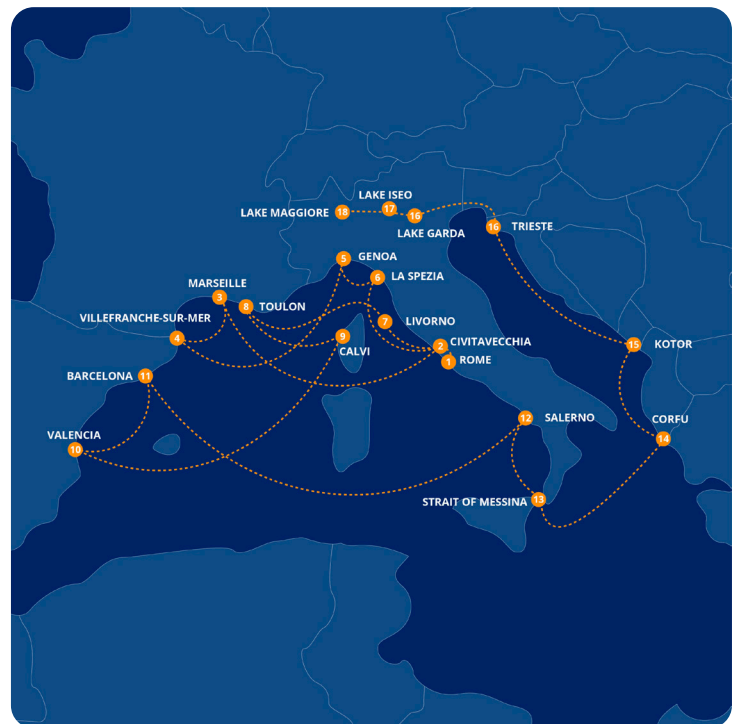 LAKE ISEO
17
LAKE MAGGIORE
18
16
LAKE GARDA
16
TRIESTE
5
GENOA
6
LA SPEZIA
MARSEILLE
3
8
TOULON
VILLEFRANCHE-SUR-MER
4
7
LIVORNO
9
CALVI
2
CIVITAVECCHIA
1
ROME
15
KOTOR
BARCELONA
11
12
SALERNO
CORFU
14
VALENCIA
10
STRAIT OF MESSINA
13